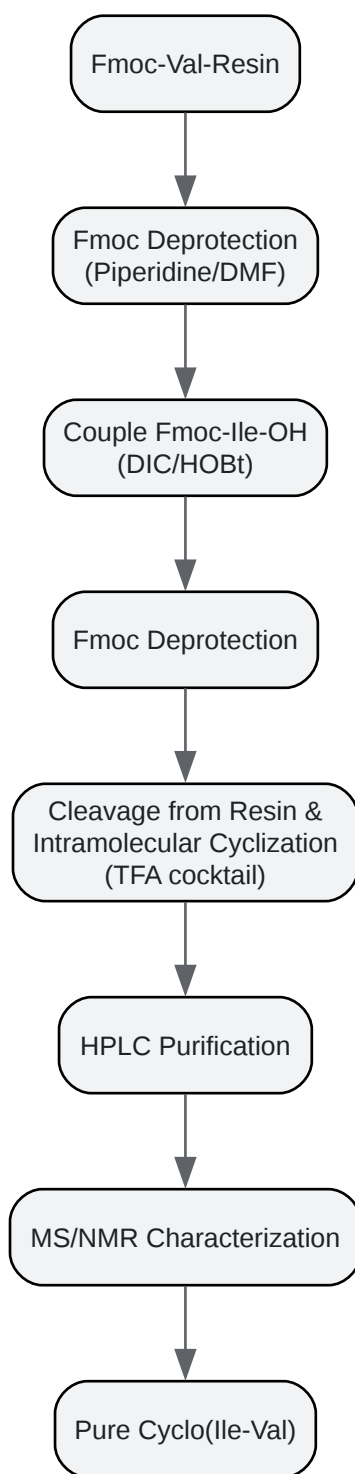 Fmoc-Val-Resin
Fmoc Deprotection
(Piperidine/DMF)
Couple Fmoc-Ile-OH
(DIC/HOBt)
Fmoc Deprotection
Cleavage from Resin &
Intramolecular Cyclization
(TFA cocktail)
HPLC Purification
MS/NMR Characterization
Pure Cyclo(Ile-Val)